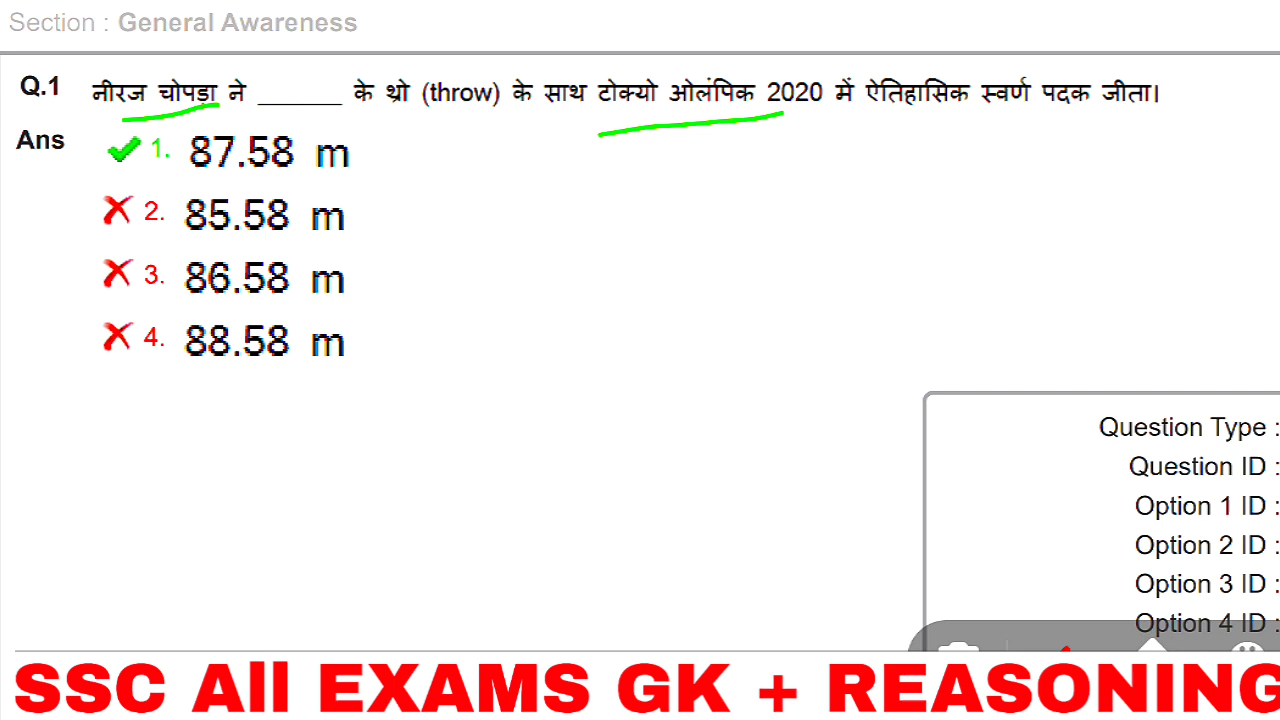 Section : General Awareness
Q.1 नीरज चोपड़ा ने ______ के थ्रो (throw) के साथ टोक्यो ओलंपिक 2020 में ऐतिहासिक स्वर्ण पदक जीता।
Ans 1. 87.58 m
2. 85.58 m
3. 86.58 m
4. 88.58 m
Question Type :
Question ID :
Option 1 ID :
Option 2 ID :
Option 3 ID :
Option 4 ID :
SSC All EXAMS GK + REASONING